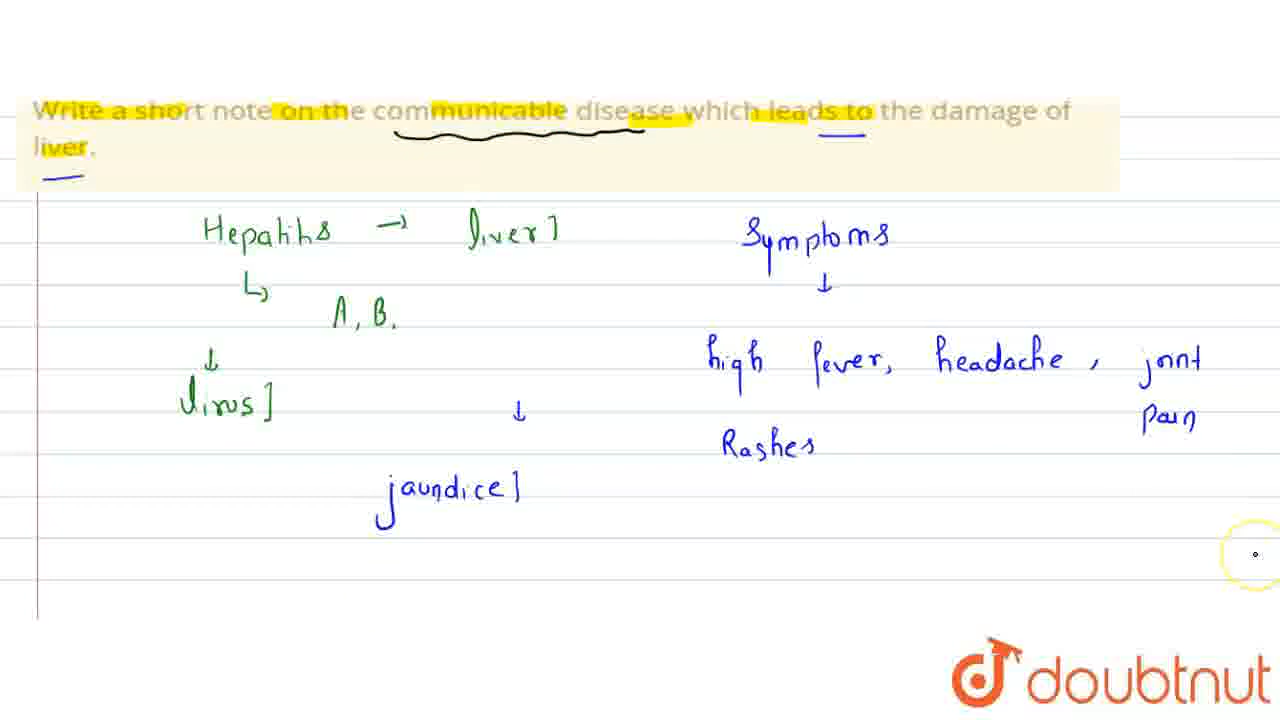 Write a short note on the communicable disease which leads to the damage of
liver.
Hepatihs → liver]
A, B,
Virus]
jaundice]
Symptoms
high fever, headache, joint
pain
Rashes
doubtnut